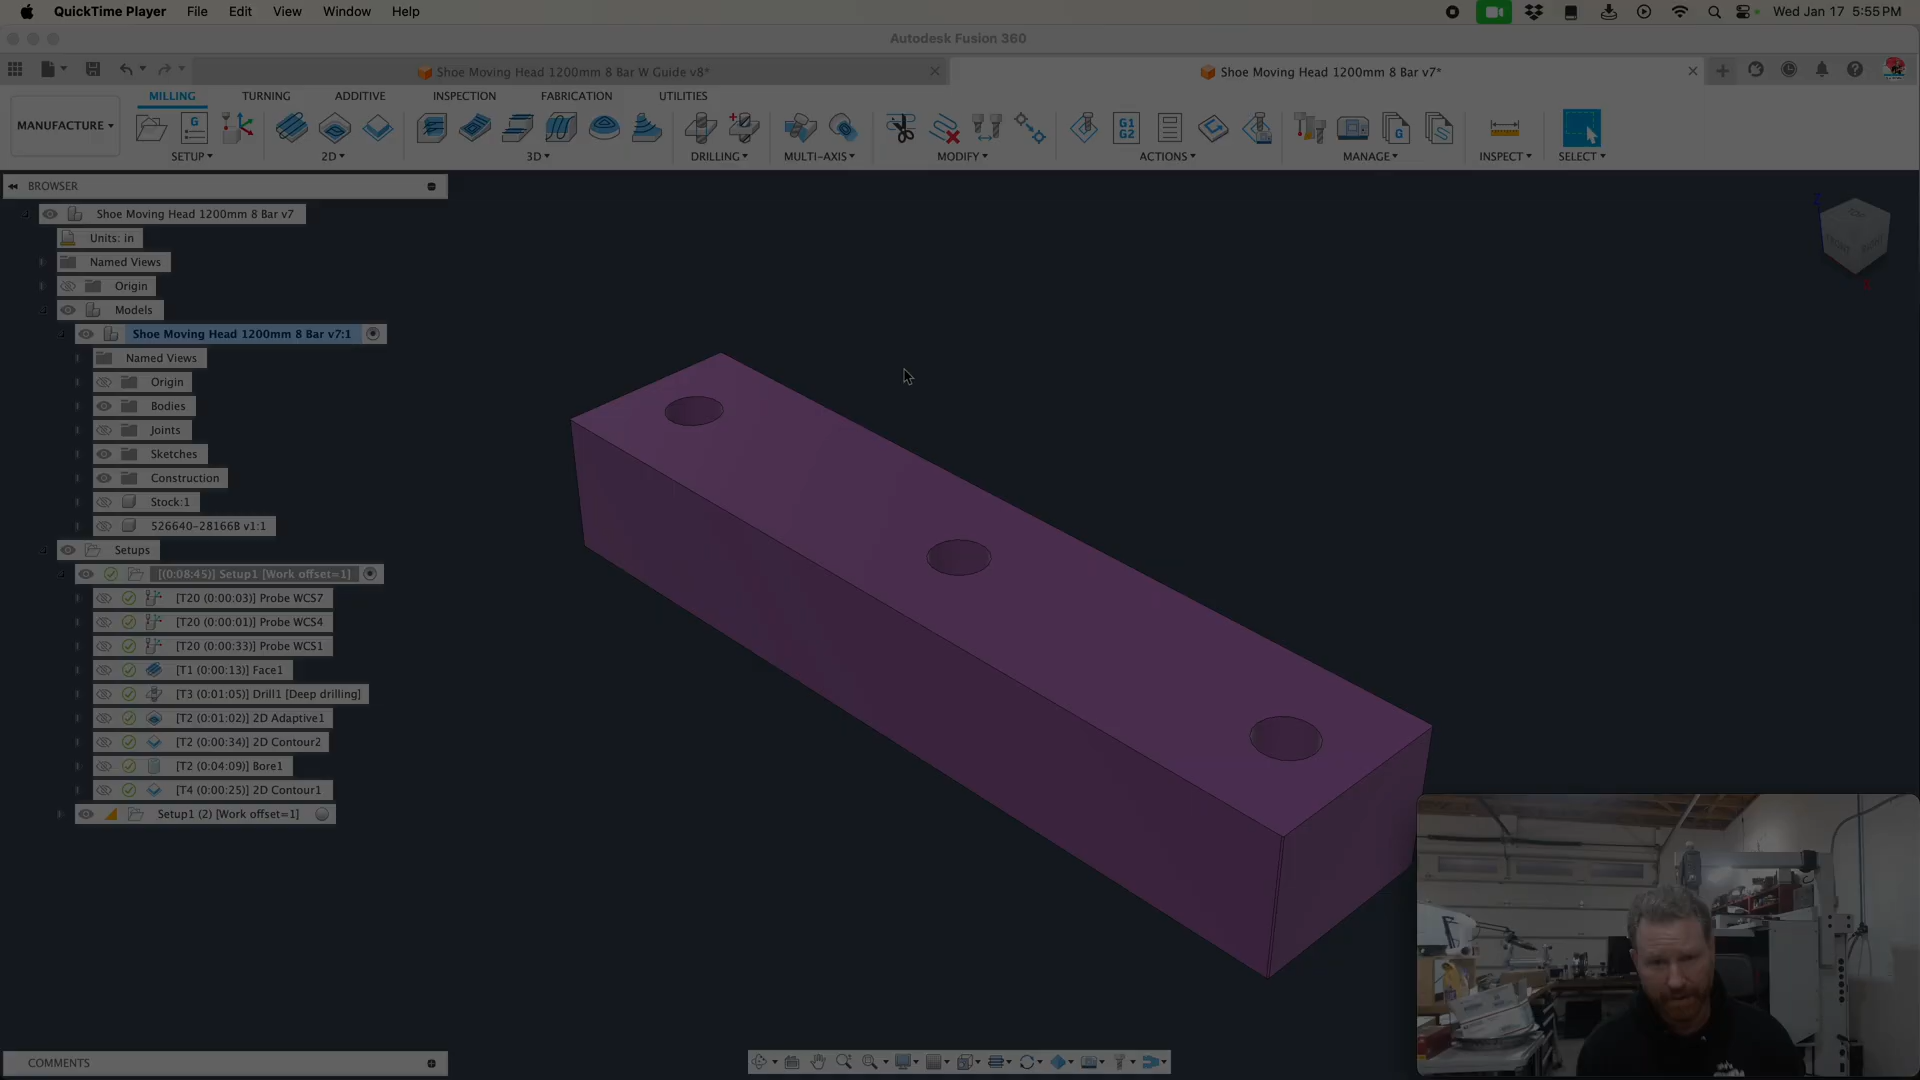 QuickTime Player File Edit View Window Help Wed Jan 17 5:55 PM
Autodesk Fusion 360
Shoe Moving Head 1200mm 8 Bar W Guide v8* Shoe Moving Head 1200mm 8 Bar v7*
MILLING TURNING ADDITIVE INSPECTION FABRICATION UTILITIES
MANUFACTURE
G G1 G2 G
SETUP 2D 3D DRILLING MULTI-AXIS MODIFY ACTIONS MANAGE INSPECT SELECT
BROWSER
Shoe Moving Head 1200mm 8 Bar v7
Units: in
Named Views
Origin
Models
Shoe Moving Head 1200mm 8 Bar v7:1
Named Views
Origin
Bodies
Joints
Sketches
Construction
Stock:1
526640-28166B v1:1
Setups
[(0:08:45)] Setup1 [Work offset=1]
[T20 (0:00:03)] Probe WCS7
[T20 (0:00:01)] Probe WCS4
[T20 (0:00:33)] Probe WCS1
[T1 (0:00:13)] Face1
[T3 (0:01:05)] Drill1 [Deep drilling]
[T2 (0:01:02)] 2D Adaptive1
[T2 (0:00:34)] 2D Contour2
[T2 (0:04:09)] Bore1
[T4 (0:00:25)] 2D Contour1
Setup1 (2) [Work offset=1]
TOP
FRONT RIGHT
Z
X
COMMENTS